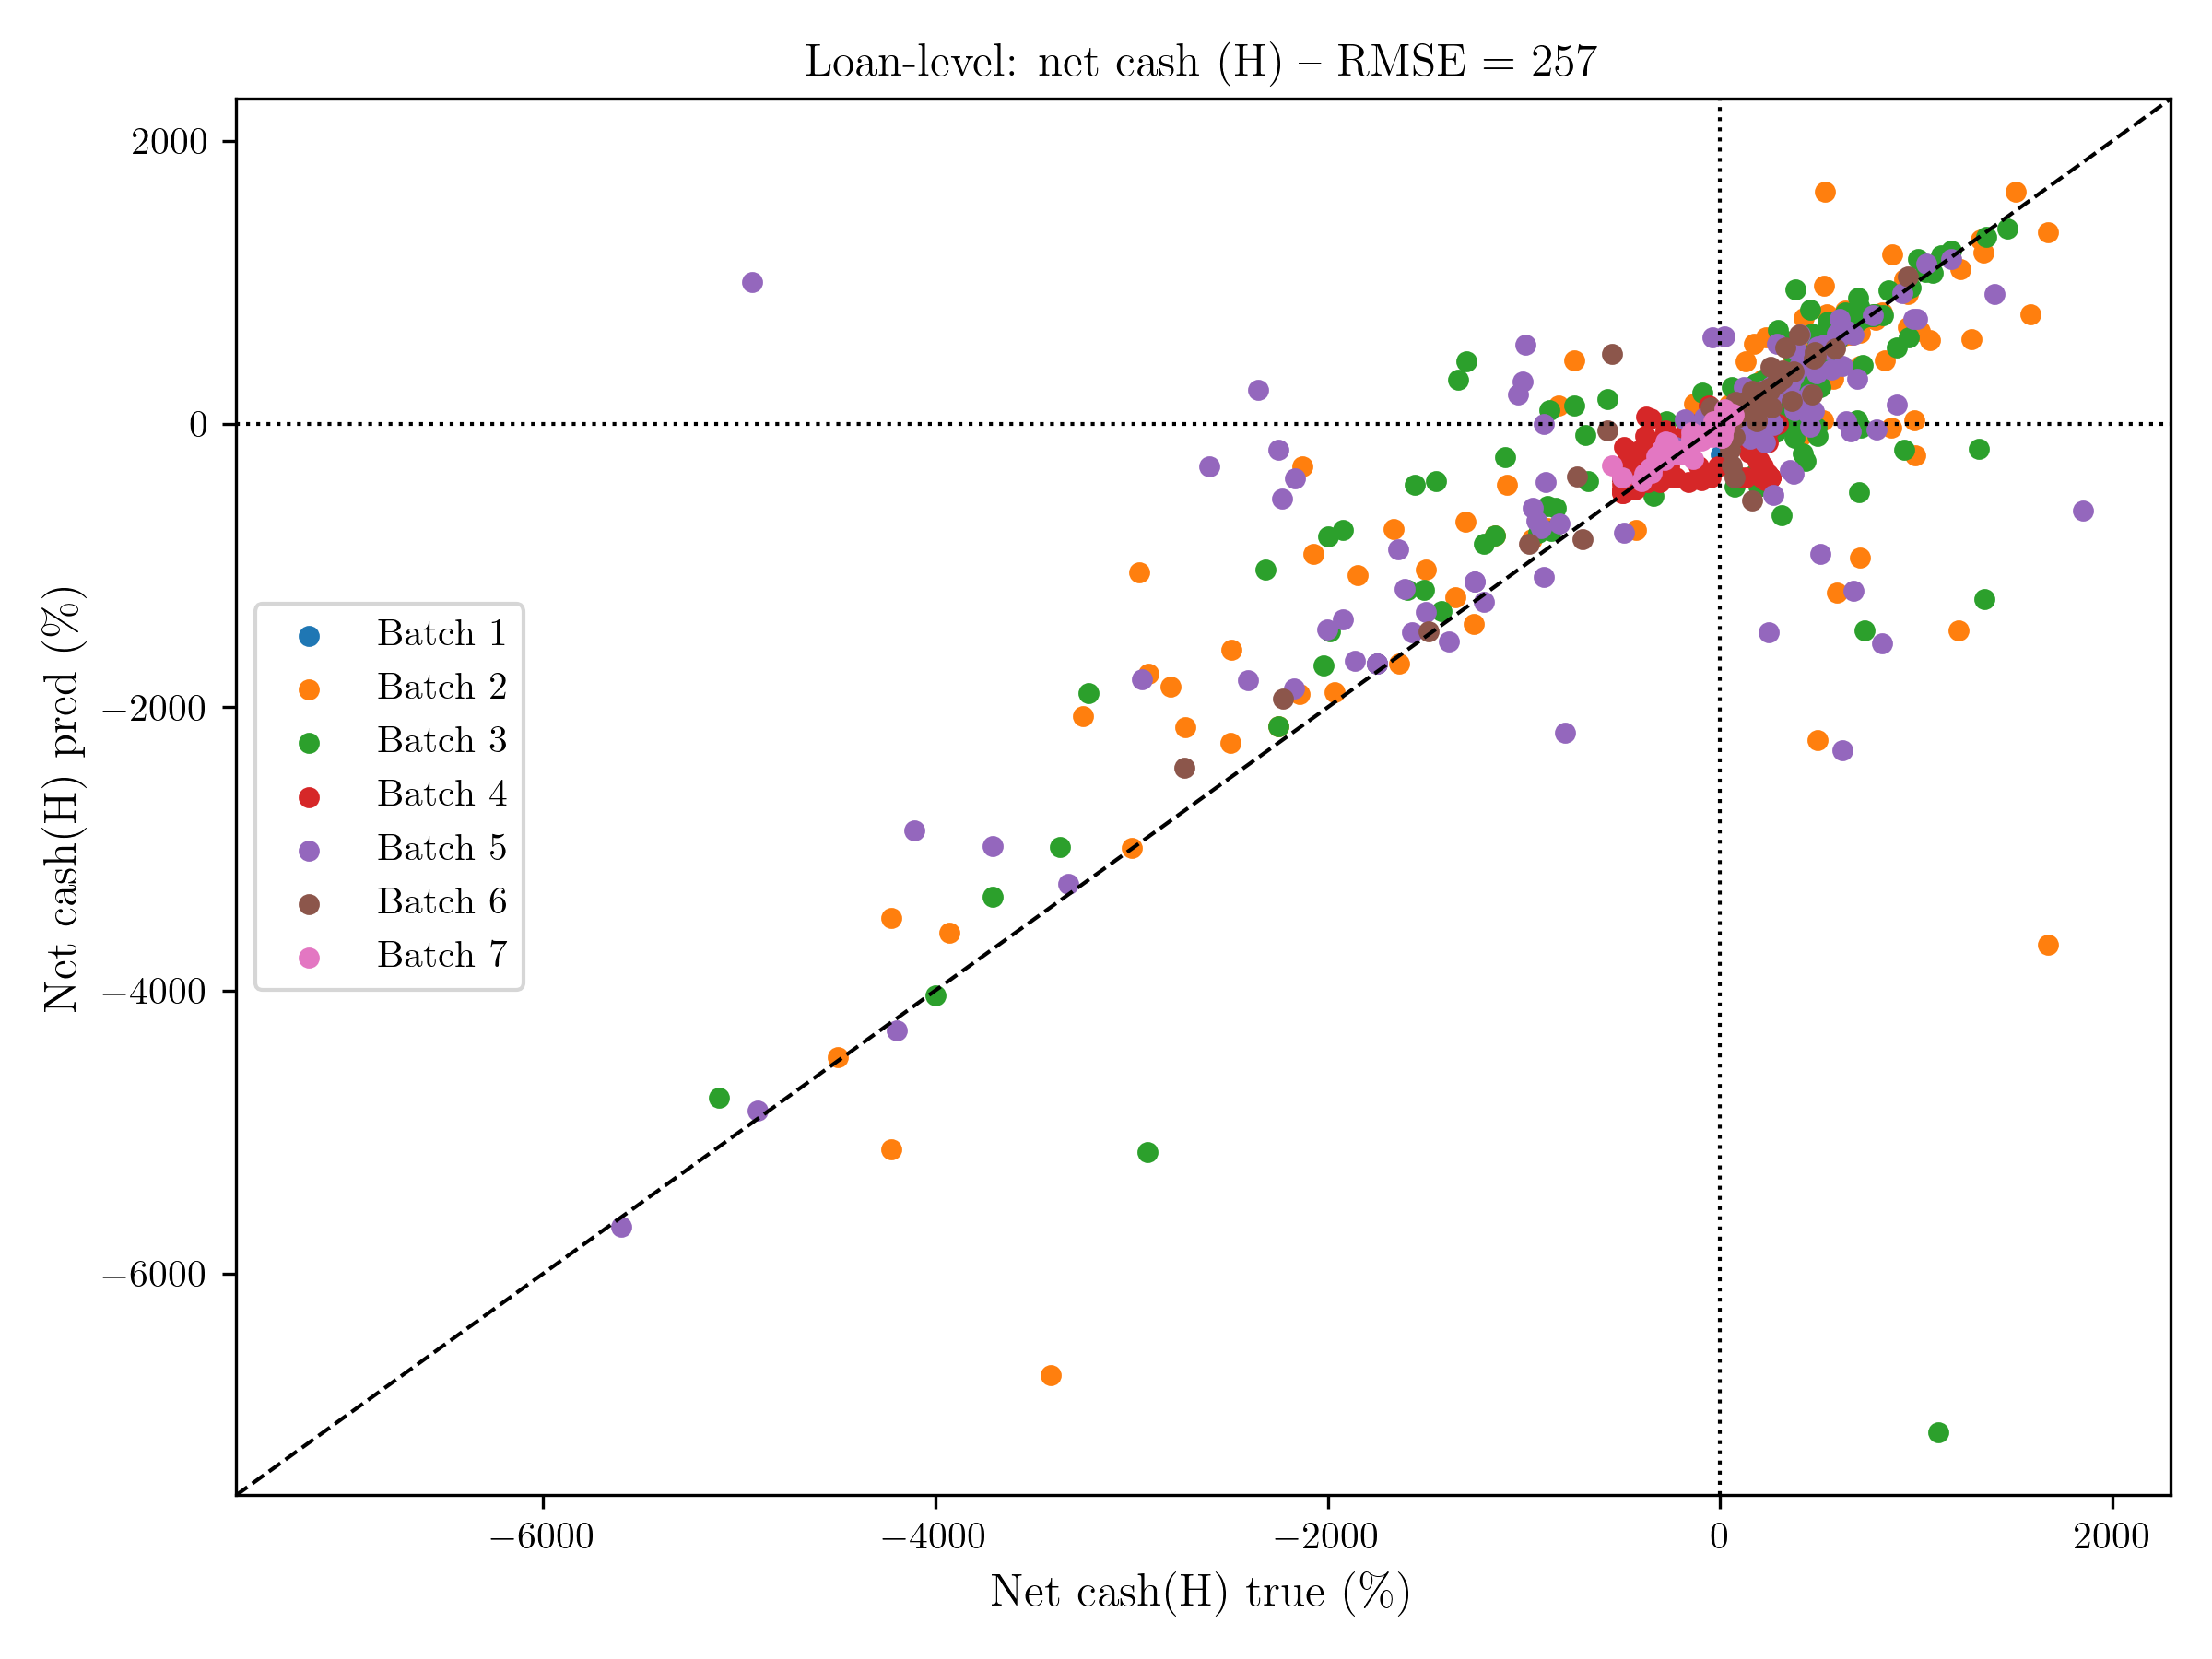 Loan-level: net cash (H) – RMSE = 257
Net cash(H) pred (%)
2000
0
−2000
−4000
−6000
Batch 1
Batch 2
Batch 3
Batch 4
Batch 5
Batch 6
Batch 7
−6000
−4000
−2000
0
2000
Net cash(H) true (%)